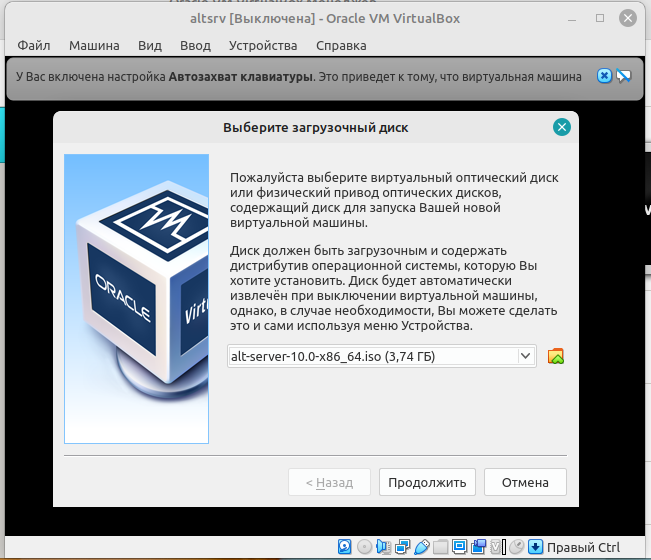 altsrv [Выключена] - Oracle VM VirtualBox
Файл Машина Вид Ввод Устройства Справка
У Вас включена настройка Автозахват клавиатуры. Это приведет к тому, что виртуальная машина
Выберите загрузочный диск
Пожалуйста выберите виртуальный оптический диск
или физический привод оптических дисков,
содержащий диск для запуска Вашей новой
виртуальной машины.
Диск должен быть загрузочным и содержать
дистрибутив операционной системы, которую Вы
хотите установить. Диск будет автоматически
извлечён при выключении виртуальной машины,
однако, в случае необходимости, Вы можете сделать
это и сами используя меню Устройства.
ORACLE
Virtu
alt-server-10.0-x86_64.iso (3,74 ГБ)
< Назад Продолжить Отмена
Правый Ctrl